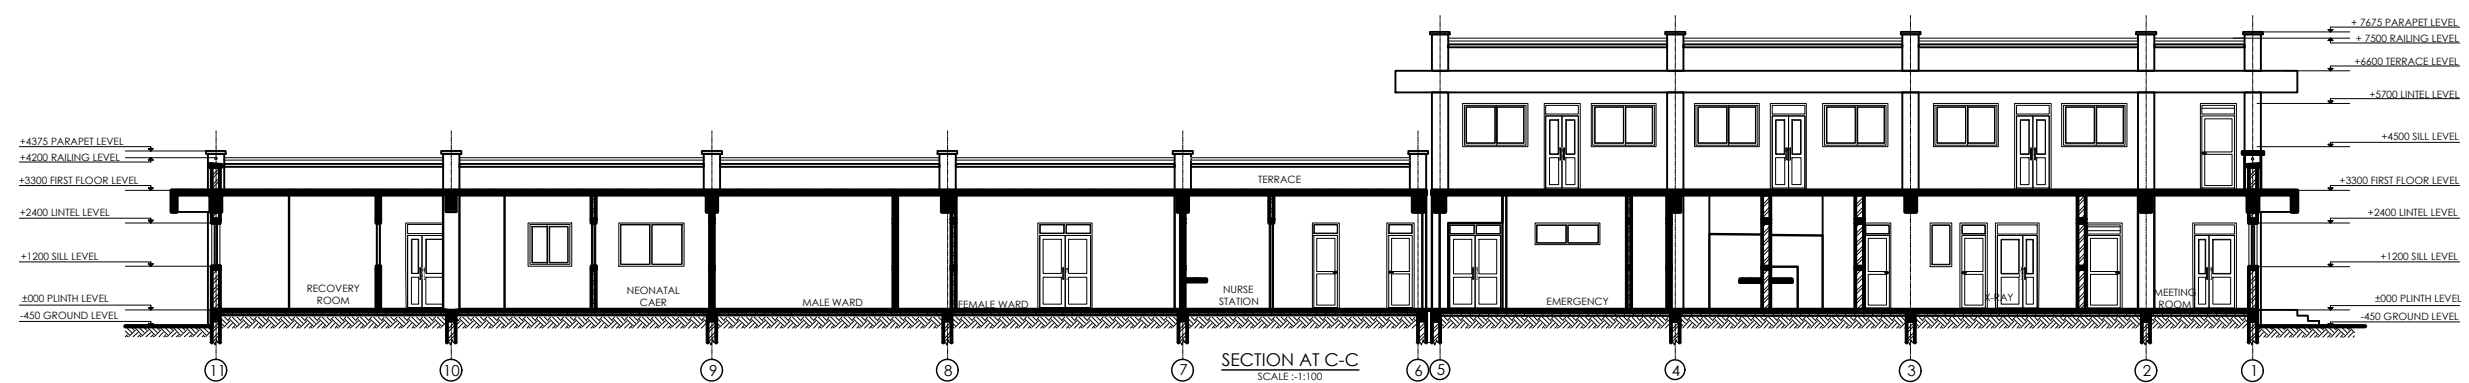 + 7675 PARAPET LEVEL
+ 7500 RAILING LEVEL
+6600 TERRACE LEVEL
+5700 LINTEL LEVEL
+4500 SILL LEVEL
+3300 FIRST FLOOR LEVEL
+2400 LINTEL LEVEL
+1200 SILL LEVEL
±000 PLINTH LEVEL
-450 GROUND LEVEL
+4375 PARAPET LEVEL
+4200 RAILING LEVEL
+3300 FIRST FLOOR LEVEL
+2400 LINTEL LEVEL
+1200 SILL LEVEL
±000 PLINTH LEVEL
-450 GROUND LEVEL
TERRACE
RECOVERY
ROOM
NEONATAL
CAER
MALE WARD
FEMALE WARD
NURSE
STATION
EMERGENCY
X-RAY
MEETING
ROOM
11 10 9 8 7 6 5 4 3 2 1
SECTION AT C-C
SCALE :-1:100